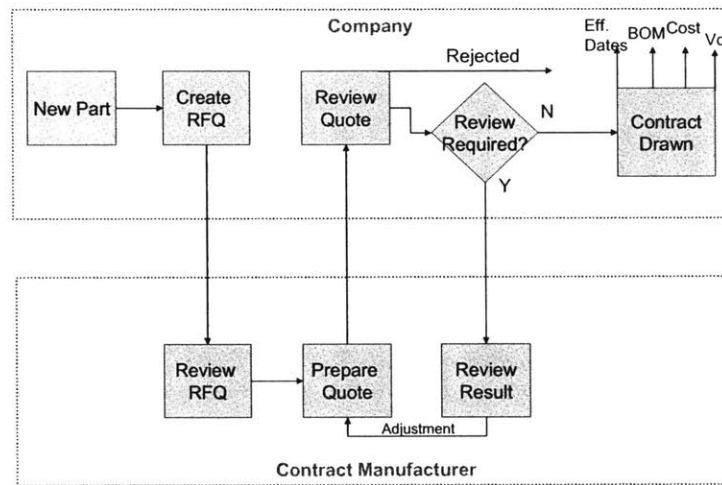 Company
Eff.
Dates
BOM
Cost
Rejected
New Part
Create
RFQ
Review
Quote
Review
Required?
N
Contract
Drawn
Y
Review
RFQ
Prepare
Quote
Review
Result
Adjustment
Contract Manufacturer